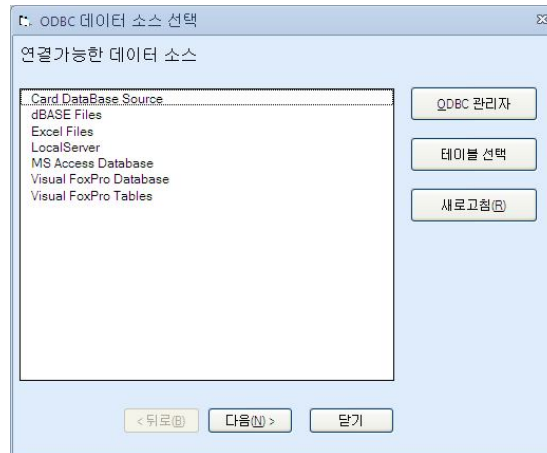 ODBC 데이터 소스 선택
연결가능한 데이터 소스
Card DataBase Source
dBASE Files
Excel Files
LocalServer
MS Access Database
Visual FoxPro Database
Visual FoxPro Tables
ODBC 관리자
테이블 선택
새로고침(R)
< 뒤로(B)
다음(N) >
닫기